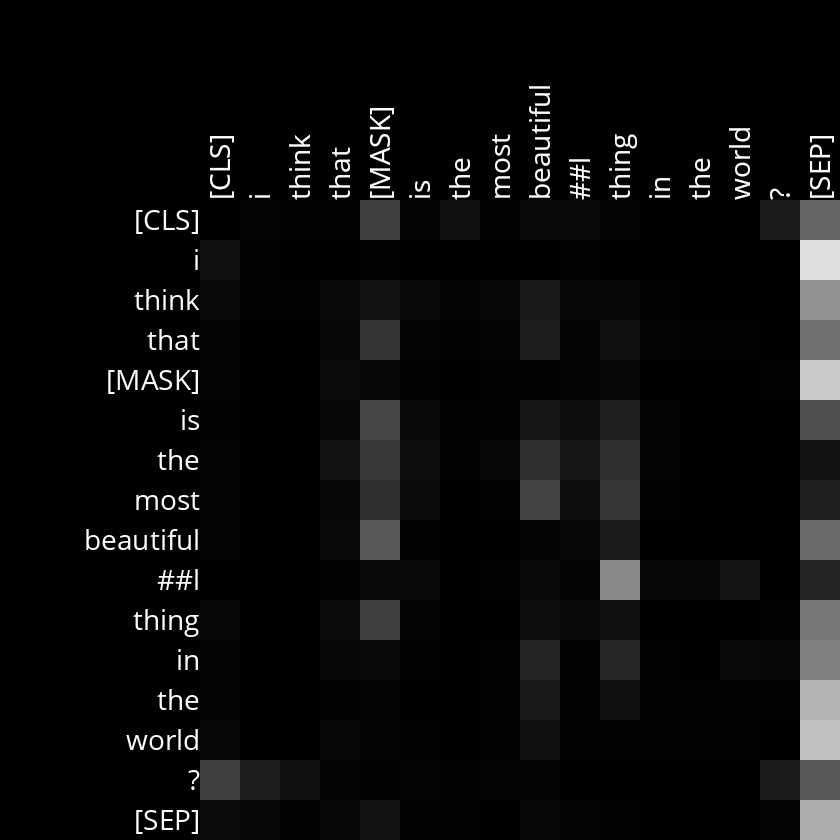 [CLS] i think that [MASK] is the most beautiful ##l thing in the world ? [SEP]
[CLS]
i
think
that
[MASK]
is
the
most
beautiful
##l
thing
in
the
world
?
[SEP]